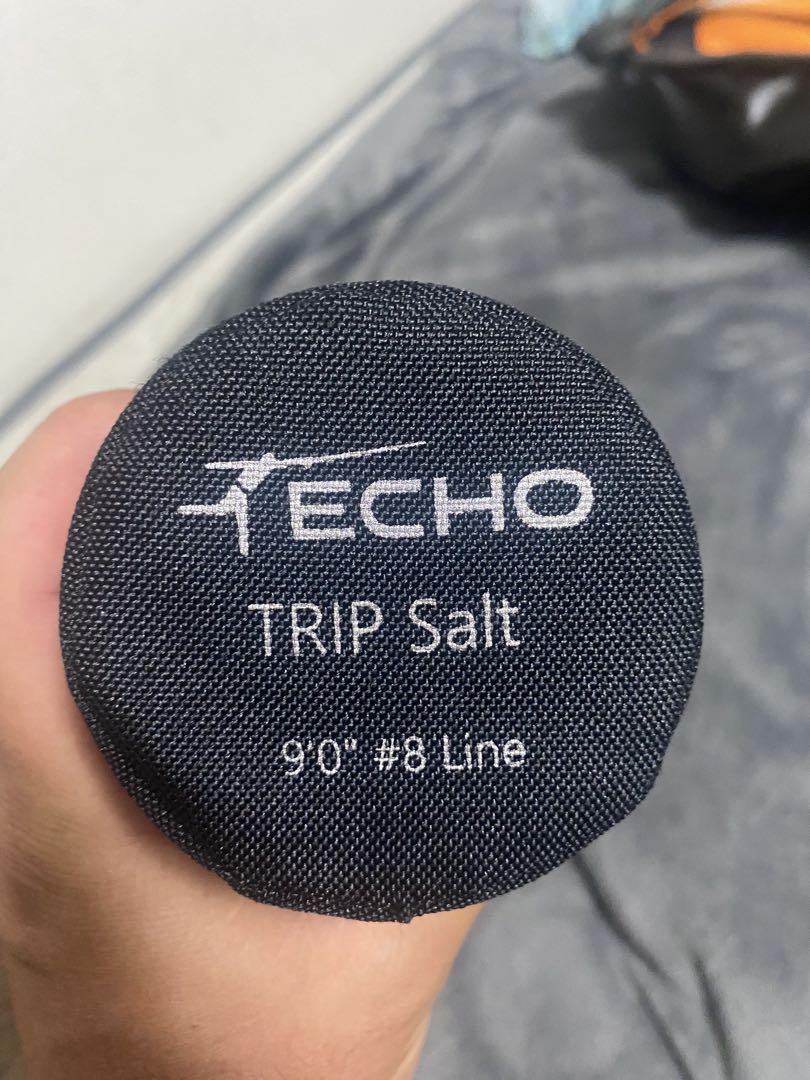 ECHO
TRIP Salt
9'0" #8 Line